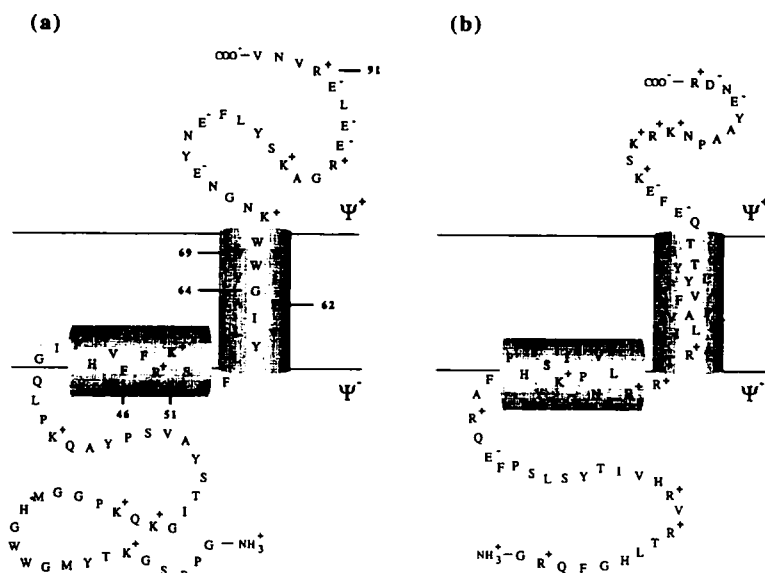 (a)
COO⁻ V N V R⁺ 91
E⁻ L E⁻ E⁻ R⁺ G A K⁺ S Y L F E⁻ N Y E⁻ N G N K⁺
Ψ⁺
W W G I Y
69
64
62
F
H V F K⁺
F R⁺ S
I G Q L P K⁺ Q A Y P S V A Y S T I G K⁺ Q K⁺ P G G M H⁺ G W W G M Y T K⁺ G S P P G NH₃⁺
46 51
Ψ⁻
(b)
COO⁻ R⁺ D⁻ N E⁻ Y A A P N K⁺ R⁺ K⁺ S K⁺ E⁻ F E⁻ Q
Ψ⁺
T T Y Y V F A L R⁺
R⁺
P H S I V L
K⁺ P N R⁺
Ψ⁻
F A R⁺ Q E⁻ F P S L S Y T I V H R⁺ V R⁺ T L H G F Q R⁺ G NH₃⁺